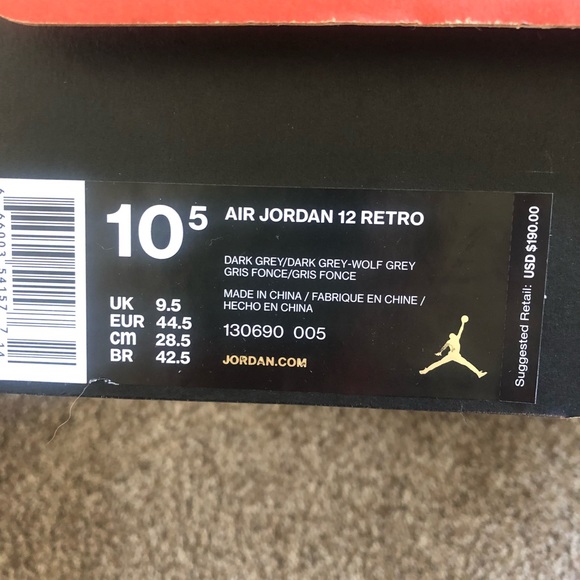 10 5
AIR JORDAN 12 RETRO
DARK GREY/DARK GREY-WOLF GREY
GRIS FONCE/GRIS FONCE
MADE IN CHINA / FABRIQUE EN CHINE /
HECHO EN CHINA
130690 005
JORDAN.COM
UK 9.5
EUR 44.5
cm 28.5
BR 42.5
Suggested Retail: USD $190.00